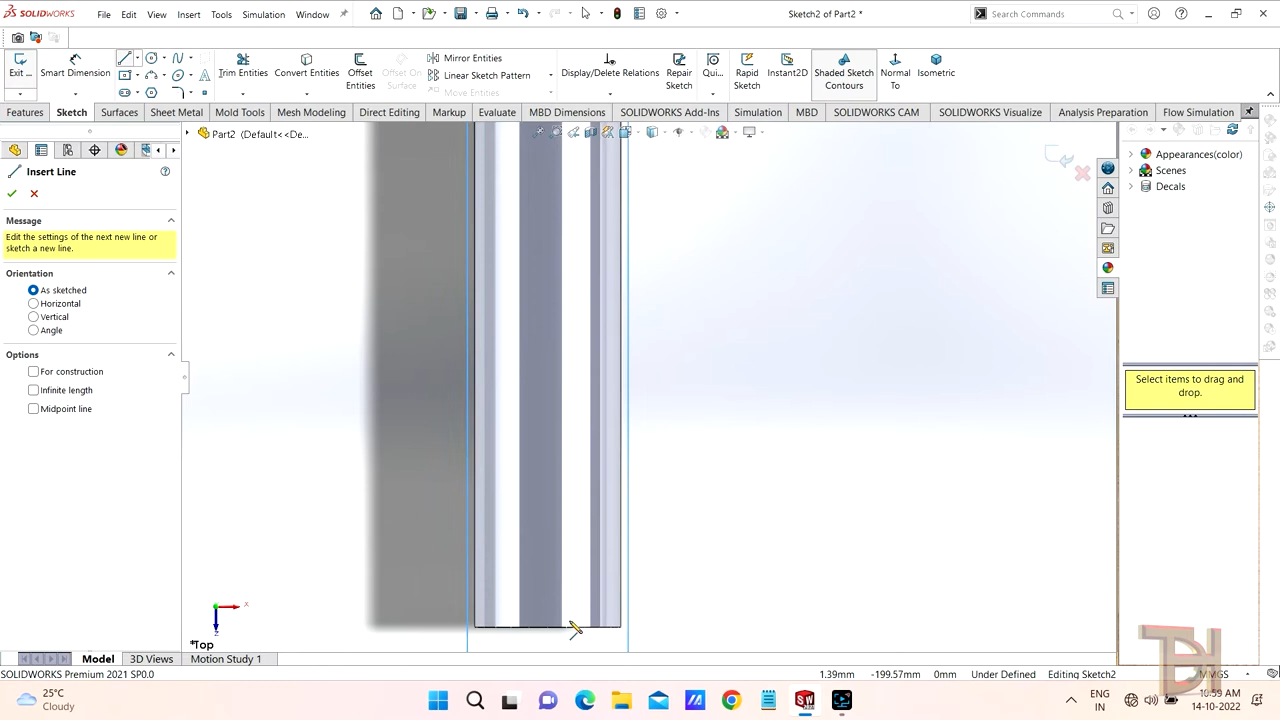 SOLIDWORKS File Edit View Insert Tools Simulation Window Sketch2 of Part2 * Search Commands
Exit ... Smart Dimension Trim Entities Convert Entities Offset Entities Offset On Surface Mirror Entities Linear Sketch Pattern Move Entities Display/Delete Relations Repair Sketch Qui... Rapid Sketch Instant2D Shaded Sketch Contours Normal To Isometric
Features Sketch Surfaces Sheet Metal Mold Tools Mesh Modeling Direct Editing Markup Evaluate MBD Dimensions SOLIDWORKS Add-Ins Simulation MBD SOLIDWORKS CAM SOLIDWORKS Visualize Analysis Preparation Flow Simulation
Part2 (Default<<De...
Insert Line
Message
Edit the settings of the next new line or
sketch a new line.
Orientation
As sketched
Horizontal
Vertical
Angle
Options
For construction
Infinite length
Midpoint line
Appearances(color)
Scenes
Decals
Select items to drag and
drop.
X
Z
*Top
Model 3D Views Motion Study 1
SOLIDWORKS Premium 2021 SP0.0 1.39mm -199.57mm 0mm Under Defined Editing Sketch2 MMGS
25°C
Cloudy
ENG
IN
10:59 AM
14-10-2022